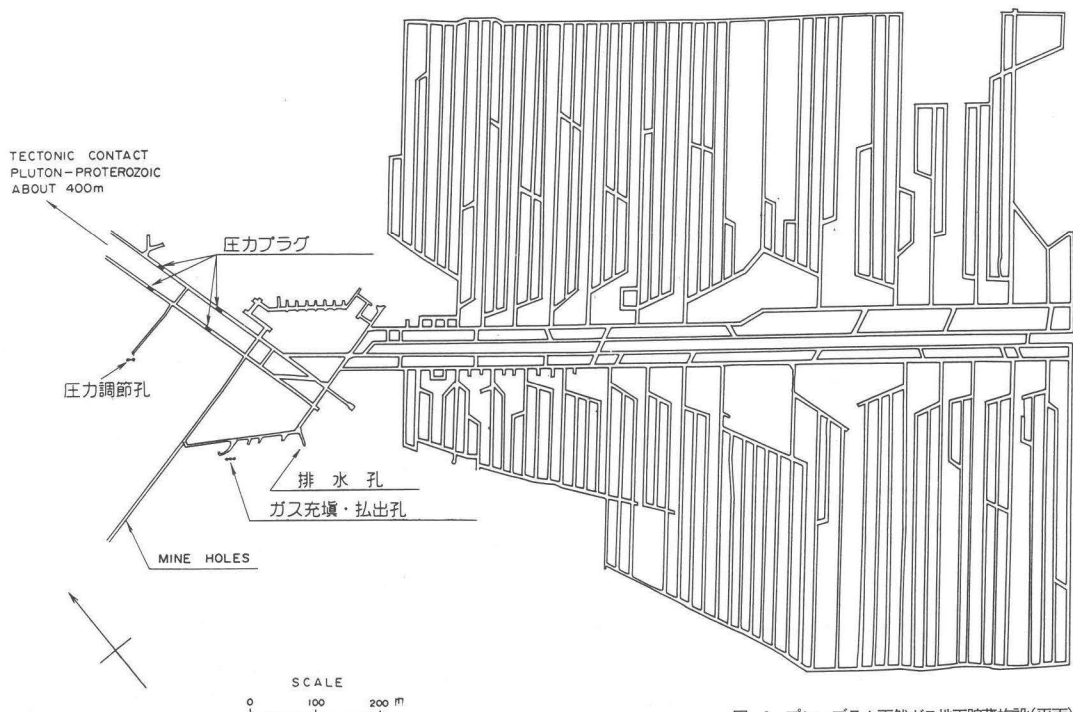 TECTONIC CONTACT
PLUTON-PROTEROZOIC
ABOUT 400m
圧力プラグ
圧力調節孔
排水孔
ガス充塡・払出孔
MINE HOLES
SCALE
0 100 200 m